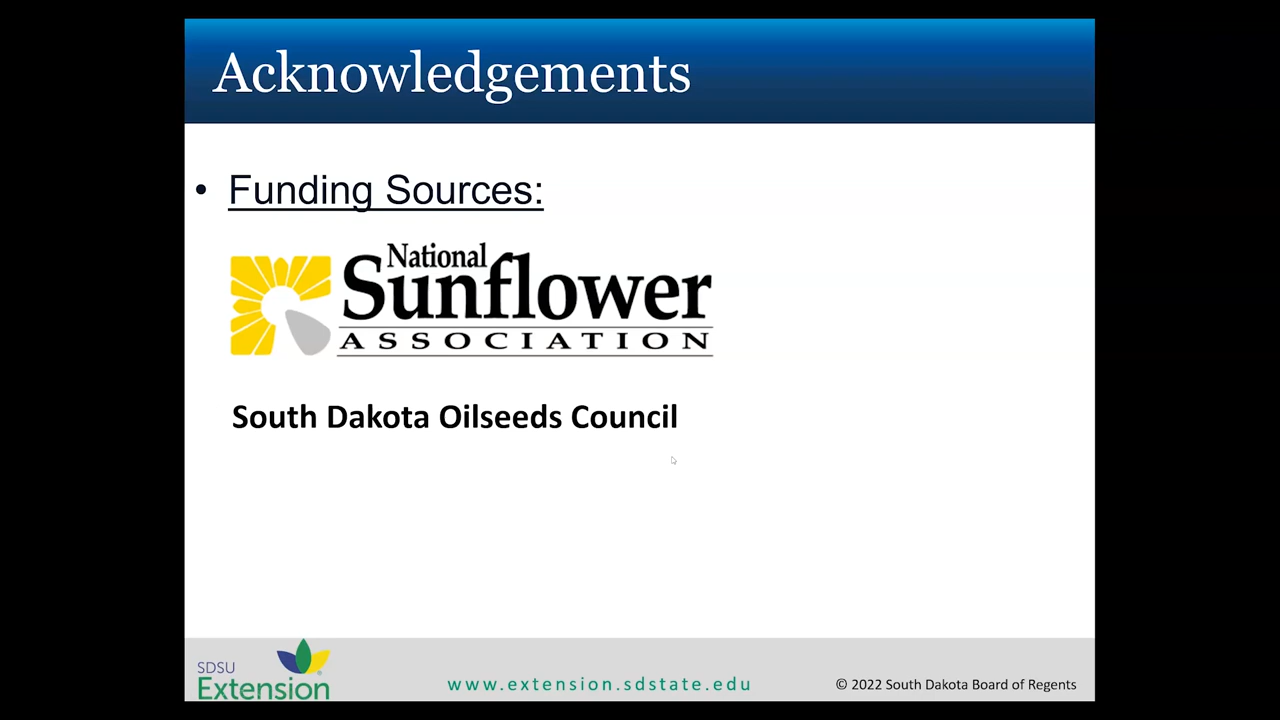 Acknowledgements
• Funding Sources:
National
Sunflower
ASSOCIATION
South Dakota Oilseeds Council
SDSU
Extension
www.extension.sdstate.edu
© 2022 South Dakota Board of Regents